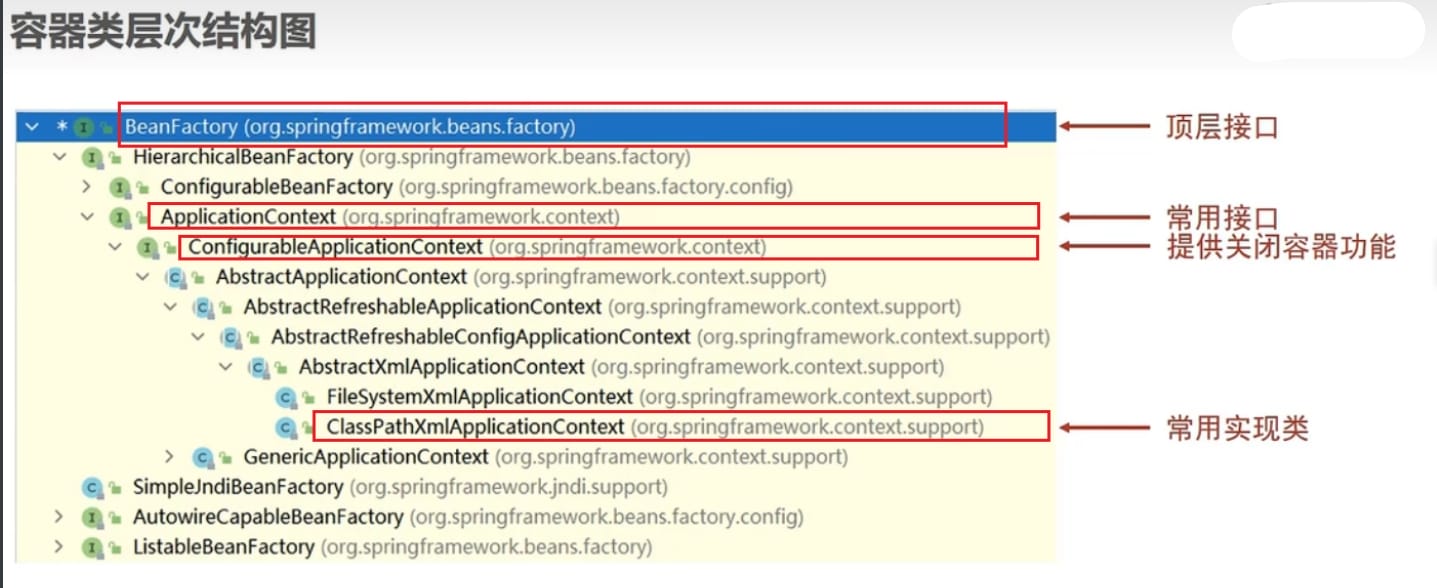 容器类层次结构图
* BeanFactory (org.springframework.beans.factory) 顶层接口
HierarchicalBeanFactory (org.springframework.beans.factory)
ConfigurableBeanFactory (org.springframework.beans.factory.config)
ApplicationContext (org.springframework.context) 常用接口
ConfigurableApplicationContext (org.springframework.context) 提供关闭容器功能
AbstractApplicationContext (org.springframework.context.support)
AbstractRefreshableApplicationContext (org.springframework.context.support)
AbstractRefreshableConfigApplicationContext (org.springframework.context.support)
AbstractXmlApplicationContext (org.springframework.context.support)
FileSystemXmlApplicationContext (org.springframework.context.support)
ClassPathXmlApplicationContext (org.springframework.context.support) 常用实现类
GenericApplicationContext (org.springframework.context.support)
SimpleJndiBeanFactory (org.springframework.jndi.support)
AutowireCapableBeanFactory (org.springframework.beans.factory.config)
ListableBeanFactory (org.springframework.beans.factory)